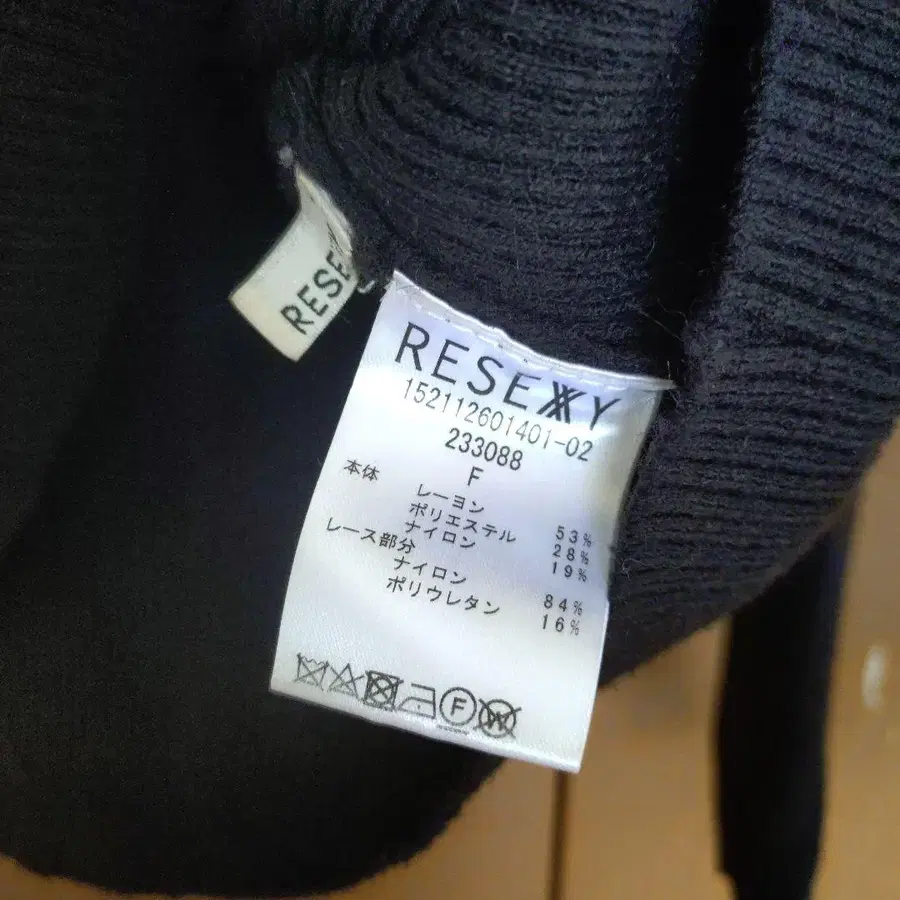 RESE
RESEXXY
152112601401-02
233088
F
本体
レーヨン 53%
ポリエステル 28%
ナイロン 19%
レース部分
ナイロン 84%
ポリウレタン 16%
F
W